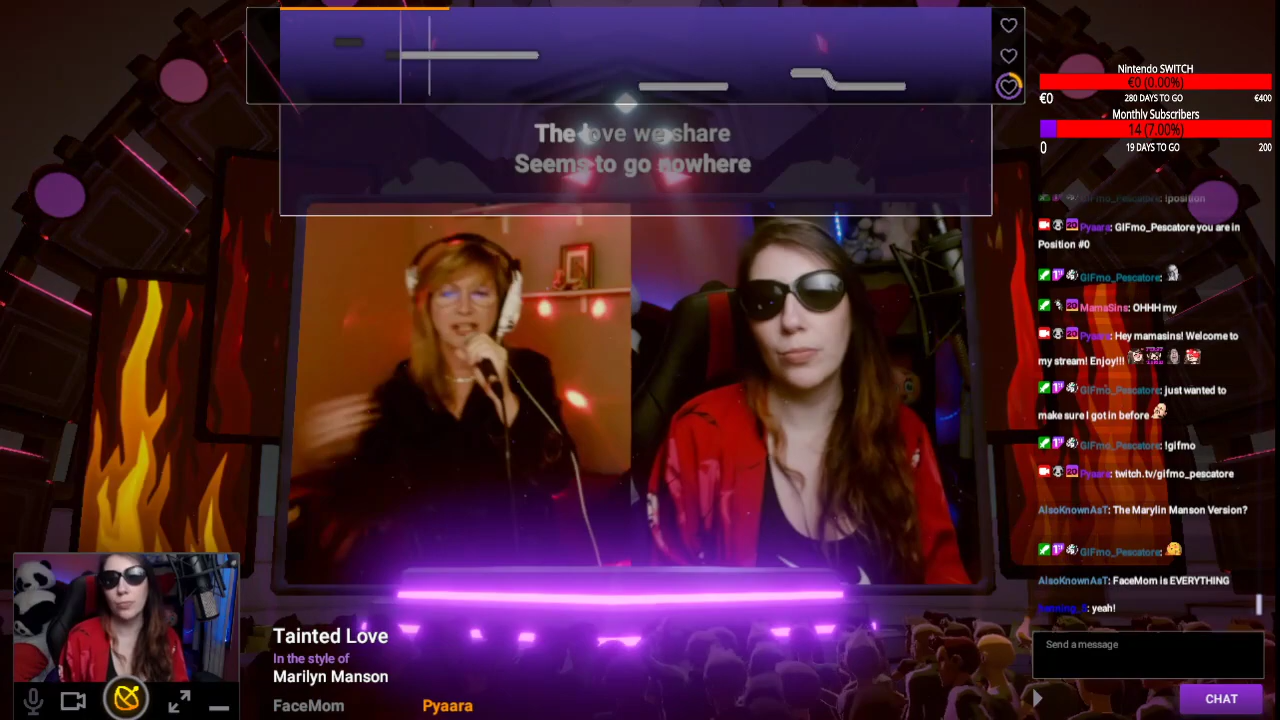 The love we share
Seems to go nowhere
Nintendo SWITCH
€0 (0.00%)
€0 280 DAYS TO GO €400
Monthly Subscribers
14 (7.00%)
0 19 DAYS TO GO 200
GIFmo_Pescatore: !position
Pyaara: GIFmo_Pescatore you are in
Position #0
GIFmo_Pescatore:
MamaSins: OHHH my
Pyaara: Hey mamasins! Welcome to
my stream! Enjoy!!!
GIFmo_Pescatore: just wanted to
make sure I got in before
GIFmo_Pescatore: !gifmo
Pyaara: twitch.tv/gifmo_pescatore
AlsoKnownAsT: The Marylin Manson Version?
GIFmo_Pescatore:
AlsoKnownAsT: FaceMom is EVERYTHING
yeah!
Send a message
CHAT
Tainted Love
In the style of
Marilyn Manson
FaceMom Pyaara